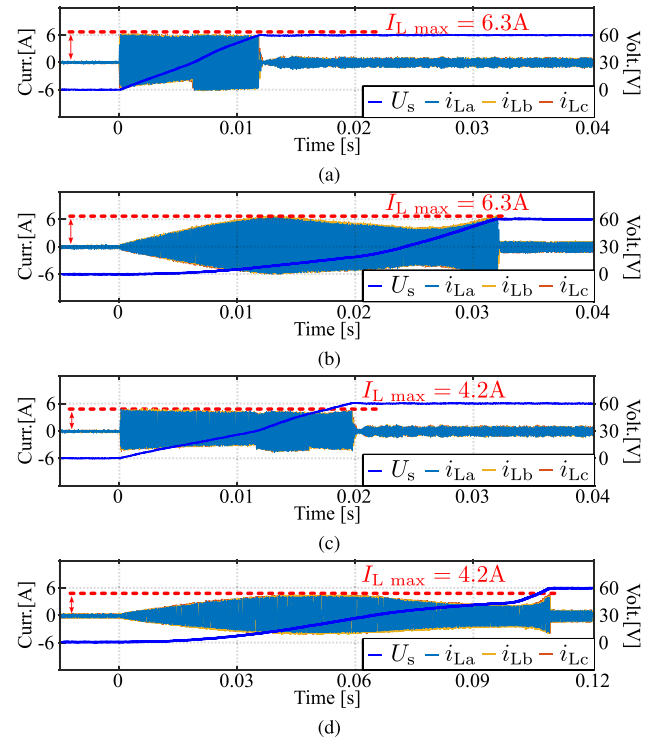 I_L max = 6.3A
Curr.[A]
6
0
-6
60
30
0
Volt.[V]
U_s i_La i_Lb i_Lc
0 0.01 0.02 0.03 0.04
Time [s]
(a)
I_L max = 6.3A
Curr.[A]
6
0
-6
60
30
0
Volt.[V]
U_s i_La i_Lb i_Lc
0 0.01 0.02 0.03 0.04
Time [s]
(b)
I_L max = 4.2A
Curr.[A]
6
0
-6
60
30
0
Volt.[V]
U_s i_La i_Lb i_Lc
0 0.01 0.02 0.03 0.04
Time [s]
(c)
I_L max = 4.2A
Curr.[A]
6
0
-6
60
30
0
Volt.[V]
U_s i_La i_Lb i_Lc
0 0.03 0.06 0.09 0.12
Time [s]
(d)